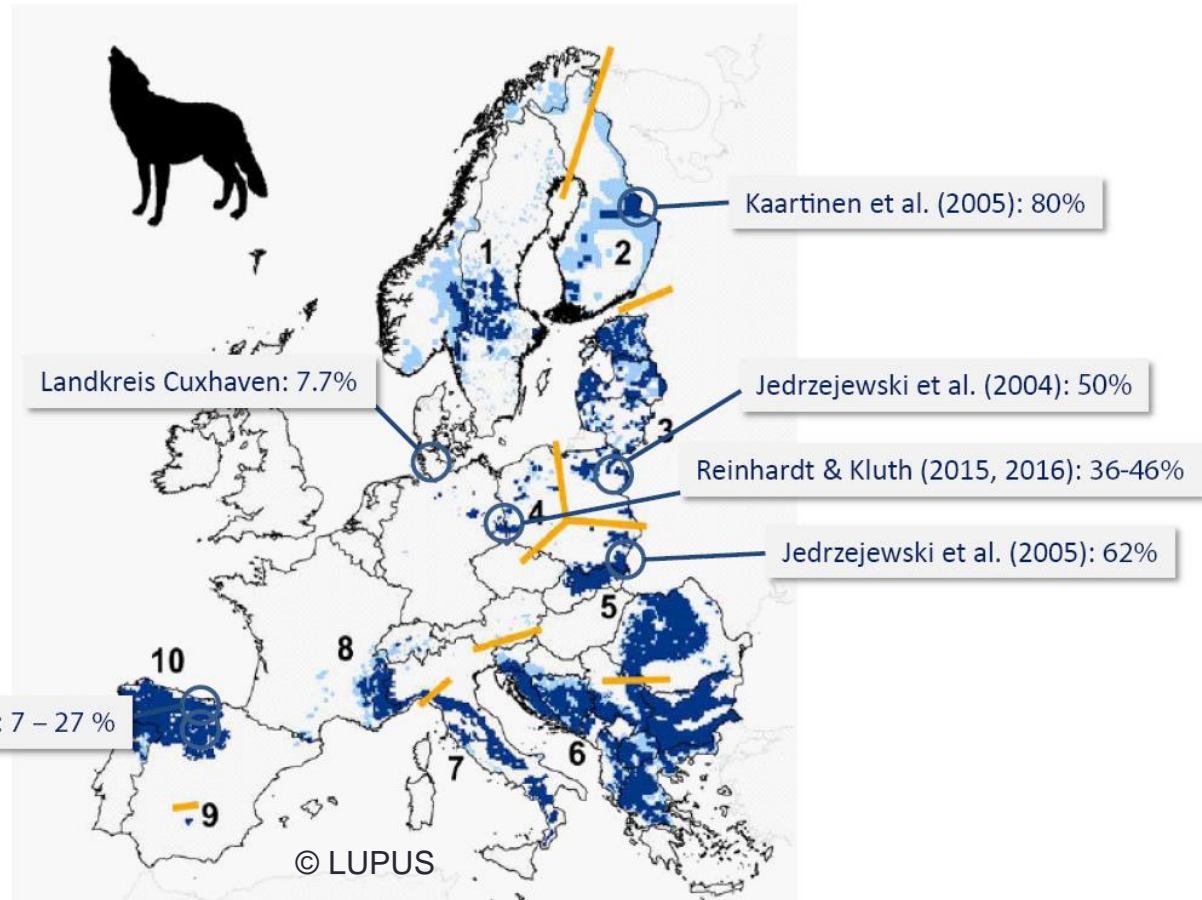 Kaartinen et al. (2005): 80%
1
2
Landkreis Cuxhaven: 7.7%
Jedrzejewski et al. (2004): 50%
3
Reinhardt & Kluth (2015, 2016): 36-46%
4
Jedrzejewski et al. (2005): 62%
5
8
10
: 7 – 27 %
6
7
9
© LUPUS